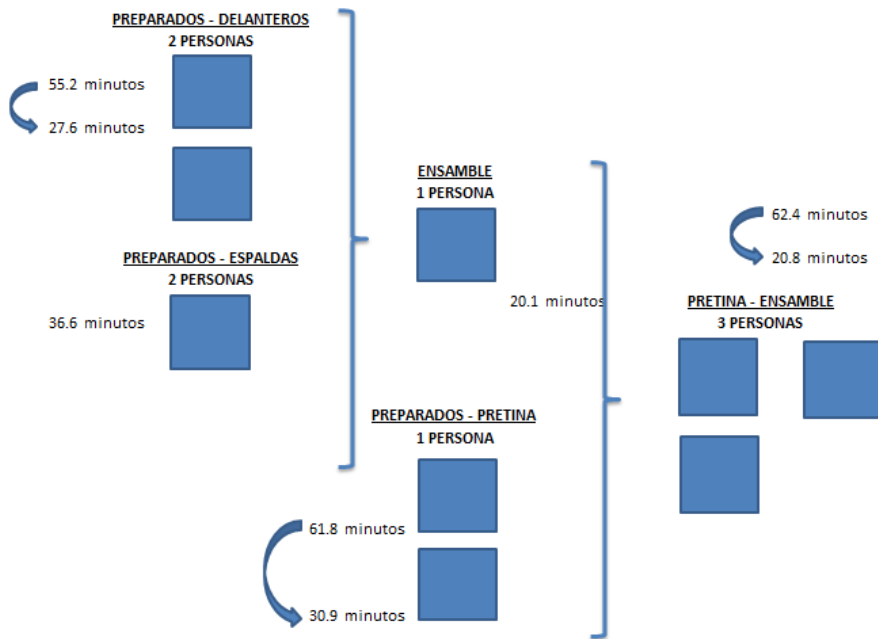 PREPARADOS - DELANTEROS
2 PERSONAS
55.2 minutos
27.6 minutos
PREPARADOS - ESPALDAS
2 PERSONAS
36.6 minutos
ENSAMBLE
1 PERSONA
20.1 minutos
PREPARADOS - PRETINA
1 PERSONA
61.8 minutos
30.9 minutos
62.4 minutos
20.8 minutos
PRETINA - ENSAMBLE
3 PERSONAS